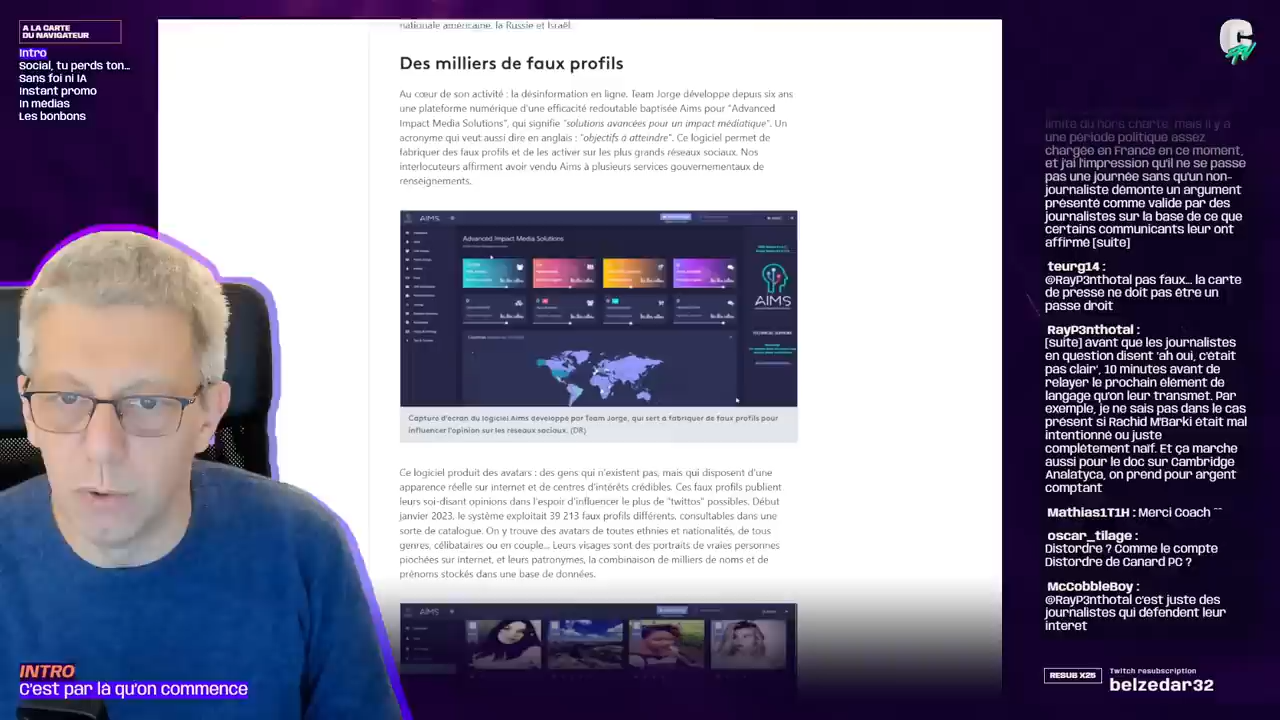 A LA CARTE
DU NAVIGATEUR
Intro
Social, tu perds ton...
Sans foi ni IA
Instant promo
In medias
Les bonbons
nationale américaine, la Russie et Israël.
Des milliers de faux profils
Au cœur de son activité : la désinformation en ligne. Team Jorge développe depuis six ans
une plateforme numérique d'une efficacité redoutable baptisée Aims pour "Advanced
Impact Media Solutions", qui signifie "solutions avancées pour un impact médiatique". Un
acronyme qui veut aussi dire en anglais : "objectifs à atteindre". Ce logiciel permet de
fabriquer des faux profils et de les activer sur les plus grands réseaux sociaux. Nos
interlocuteurs affirment avoir vendu Aims à plusieurs services gouvernementaux de
renseignements.
AIMS
Advanced Impact Media Solutions
AIMS
TECHNICAL SUPPORT
Capture d'écran du logiciel Aims développé par Team Jorge, qui sert à fabriquer de faux profils pour
influencer l'opinion sur les réseaux sociaux. (DR)
Ce logiciel produit des avatars : des gens qui n'existent pas, mais qui disposent d'une
apparence réelle sur internet et de centres d'intérêts crédibles. Ces faux profils publient
leurs soi-disant opinions dans l'espoir d'influencer le plus de "twittos" possibles. Début
janvier 2023, le système exploitait 39 213 faux profils différents, consultables dans une
sorte de catalogue. On y trouve des avatars de toutes ethnies et nationalités, de tous
genres, célibataires ou en couple... Leurs visages sont des portraits de vraies personnes
piochées sur internet, et leurs patronymes, la combinaison de milliers de noms et de
prénoms stockés dans une base de données.
AIMS
limite du hors charte, mais il y a
une période politique assez
chargée en France en ce moment,
et j'ai l'impression qu'il ne se passe
pas une journée sans qu'un non-
journaliste démonte un argument
présenté comme valide par des
journalistes sur la base de ce que
certains communicants leur ont
affirmé [suite]
teurg14 :
@RayP3nthotal pas faux... la carte
de presse ne doit pas être un
passe droit
RayP3nthotal :
[suite] avant que les journalistes
en question disent 'ah oui, c'était
pas clair', 10 minutes avant de
relayer le prochain élément de
langage qu'on leur transmet. Par
exemple, je ne sais pas dans le cas
présent si Rachid M'Barki était mal
intentionné ou juste
complètement naïf. Et ça marche
aussi pour le doc sur Cambridge
Analatyca, on prend pour argent
comptant
Mathias1T1H : Merci Coach ^^
oscar_tilage :
Distordre ? Comme le compte
Distordre de Canard PC ?
McCobbleBoy :
@RayP3nthotal c'est juste des
journalistes qui défendent leur
interet
RESUB X25
Twitch resubscription
belzedar32
INTRO
C'est par là qu'on commence